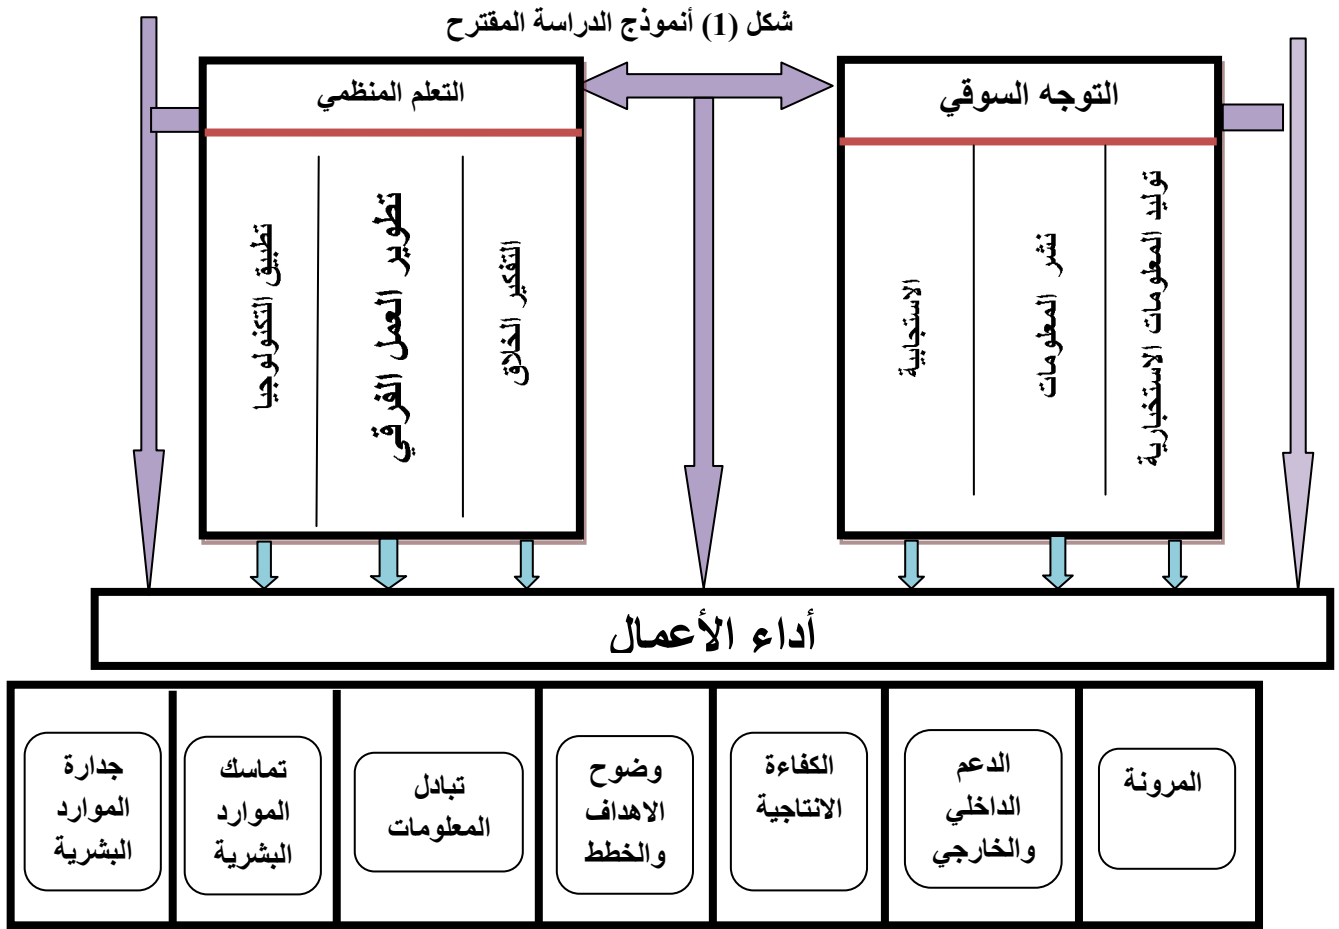 شكل (1) أنموذج الدراسة المقترح
التوجه السوقي
توليد المعلومات الاستخبارية
نشر المعلومات
الاستجابية
التعلم المنظمي
التفكير الخلاق
تطوير العمل الفرقي
تطبيق التكنولوجيا
أداء الأعمال
المرونة
الدعم
الداخلي
والخارجي
الكفاءة
الانتاجية
وضوح
الاهداف
والخطط
تبادل
المعلومات
تماسك
الموارد
البشرية
جدارة
الموارد
البشرية